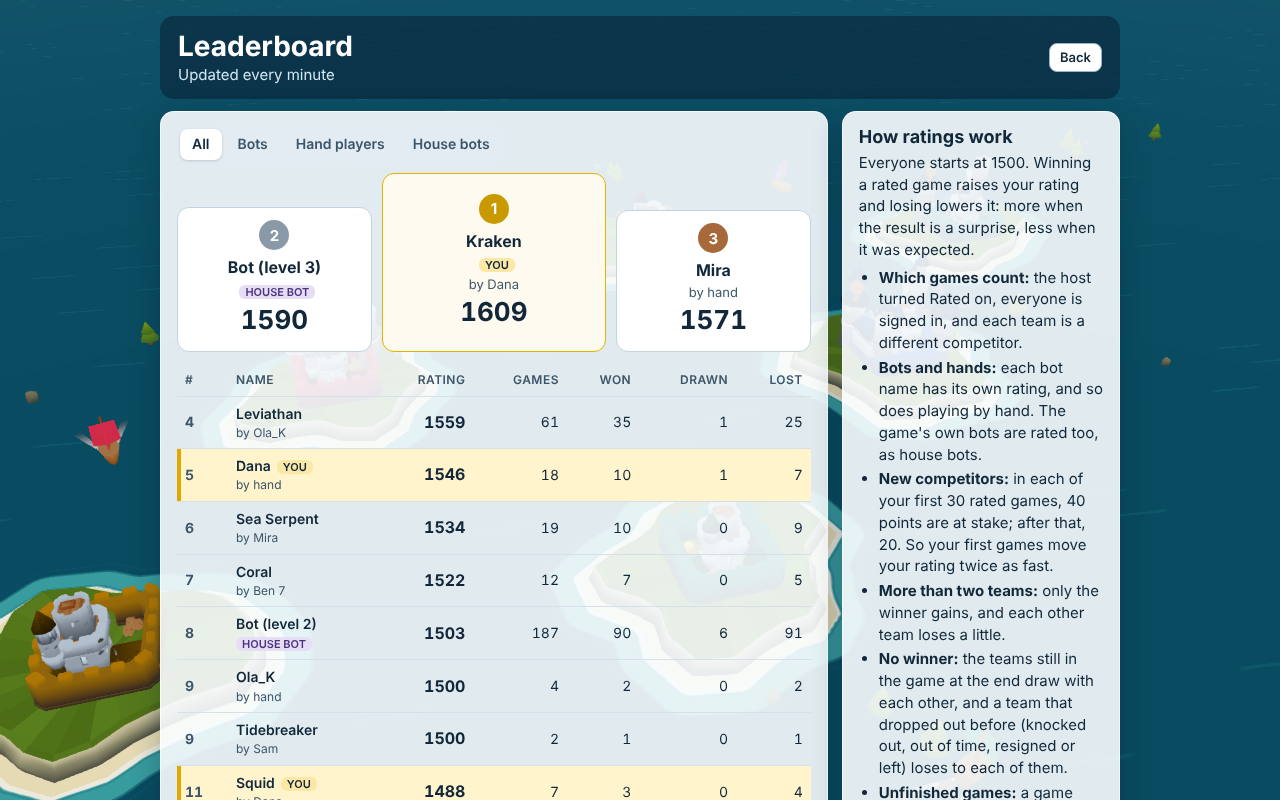 Leaderboard
Updated every minute
Back
All Bots Hand players House bots
2
Bot (level 3)
HOUSE BOT
1590
1
Kraken
YOU
by Dana
1609
3
Mira
by hand
1571
# NAME RATING GAMES WON DRAWN LOST
4 Leviathan 1559 61 35 1 25
by Ola_K
5 Dana YOU 1546 18 10 1 7
by hand
6 Sea Serpent 1534 19 10 0 9
by Mira
7 Coral 1522 12 7 0 5
by Ben 7
8 Bot (level 2) 1503 187 90 6 91
HOUSE BOT
9 Ola_K 1500 4 2 0 2
by hand
9 Tidebreaker 1500 2 1 0 1
by Sam
11 Squid YOU 1488 7 3 0 4
How ratings work
Everyone starts at 1500. Winning
a rated game raises your rating
and losing lowers it: more when
the result is a surprise, less when
it was expected.
• Which games count: the host
turned Rated on, everyone is
signed in, and each team is a
different competitor.
• Bots and hands: each bot
name has its own rating, and so
does playing by hand. The
game's own bots are rated too,
as house bots.
• New competitors: in each of
your first 30 rated games, 40
points are at stake; after that,
20. So your first games move
your rating twice as fast.
• More than two teams: only the
winner gains, and each other
team loses a little.
• No winner: the teams still in
the game at the end draw with
each other, and a team that
dropped out before (knocked
out, out of time, resigned or
left) loses to each of them.
• Unfinished games: a game